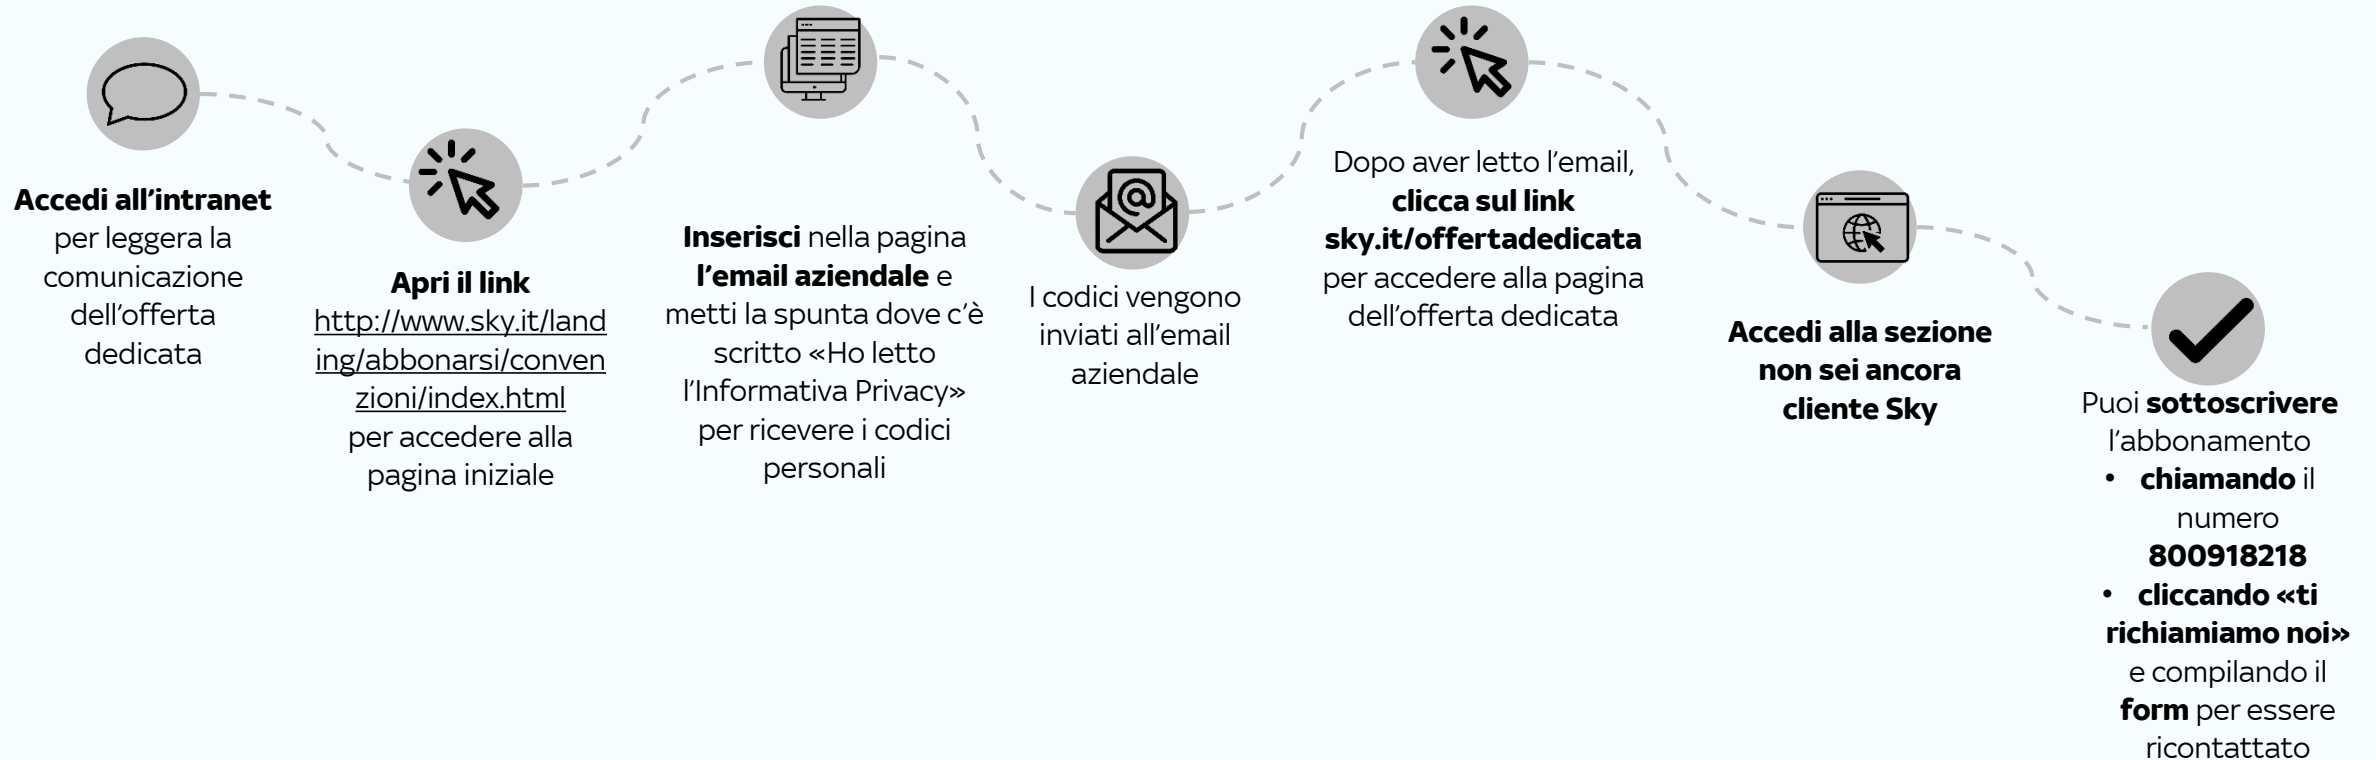 Accedi all'intranet
per leggera la
comunicazione
dell'offerta
dedicata
Apri il link
http://www.sky.it/land
ing/abbonarsi/conven
zioni/index.html
per accedere alla
pagina iniziale
Inserisci nella pagina
l'email aziendale e
metti la spunta dove c'è
scritto «Ho letto
l'Informativa Privacy»
per ricevere i codici
personali
I codici vengono
inviati all'email
aziendale
Dopo aver letto l'email,
clicca sul link
sky.it/offertadedicata
per accedere alla pagina
dell'offerta dedicata
Accedi alla sezione
non sei ancora
cliente Sky
Puoi sottoscrivere
l'abbonamento
• chiamando il
numero
800918218
• cliccando «ti
richiamiamo noi»
e compilando il
form per essere
ricontattato